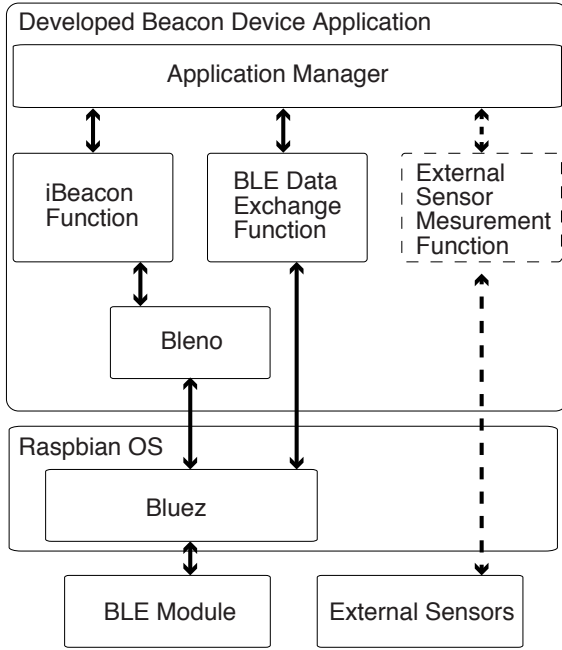 Developed Beacon Device Application
Application Manager
iBeacon
Function
BLE Data
Exchange
Function
External
Sensor
Mesurement
Function
Bleno
Raspbian OS
Bluez
BLE Module
External Sensors